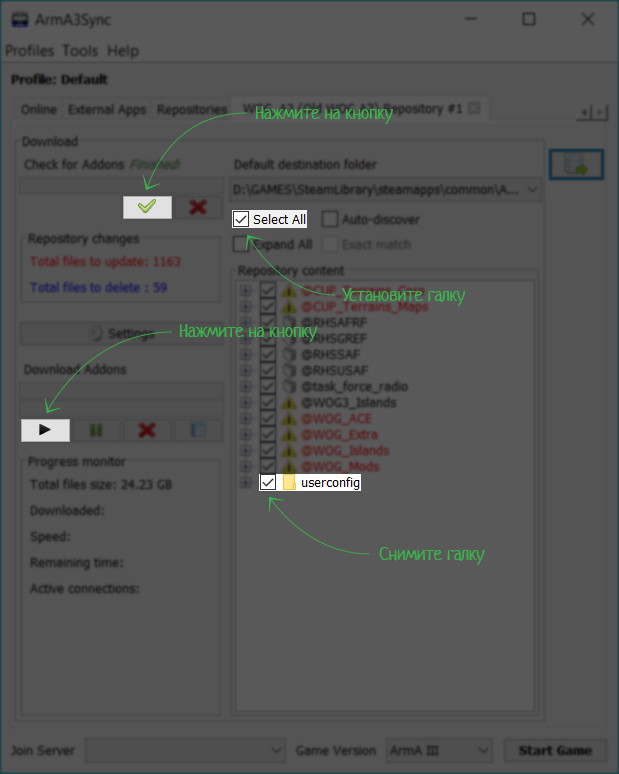 ArmA3Sync
Profiles Tools Help
Profile: Default
Online External Apps Repositories WOG A3 (Old WOG A3) Repository #1
Нажмите на кнопку
Download
Check for Addons Finished!
Default destination folder
D:\GAMES\SteamLibrary\steamapps\common\A...
Select All Auto-discover
Expand All Exact match
Repository changes
Total files to update: 1163
Total files to delete : 59
Repository content
@CUP_Terrains_Core
Установите галку
@CUP_Terrains_Maps
@RHSAFRF
Нажмите на кнопку
Settings
@RHSGREF
@RHSSAF
@RHSUSAF
@task_force_radio
@WOG3_Islands
@WOG_ACE
@WOG_Extra
@WOG_Islands
@WOG_Mods
userconfig
Download Addons
Progress monitor
Total files size: 24.23 GB
Downloaded:
Speed:
Remaining time:
Active connections:
Снимите галку
Join Server Game Version ArmA III Start Game